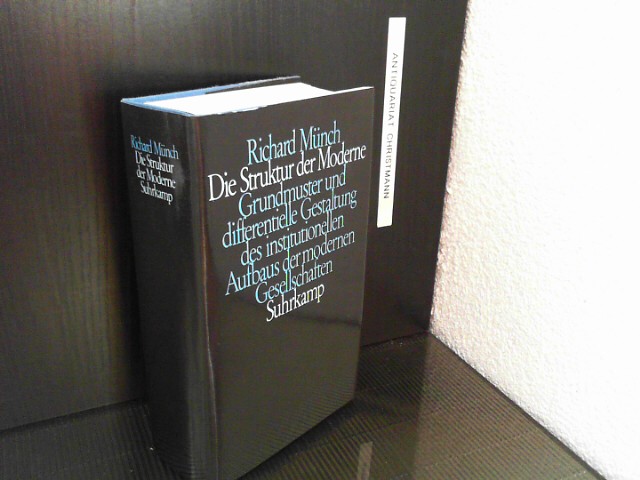 Richard Münch
Die Struktur
der Moderne
Suhrkamp
Richard Münch
Die Struktur der Moderne
Grundmuster und
differentielle Gestaltung
des institutionellen
Aufbaus der modernen
Gesellschaften
Suhrkamp
ANTIQUARIAT CHRISTMANN